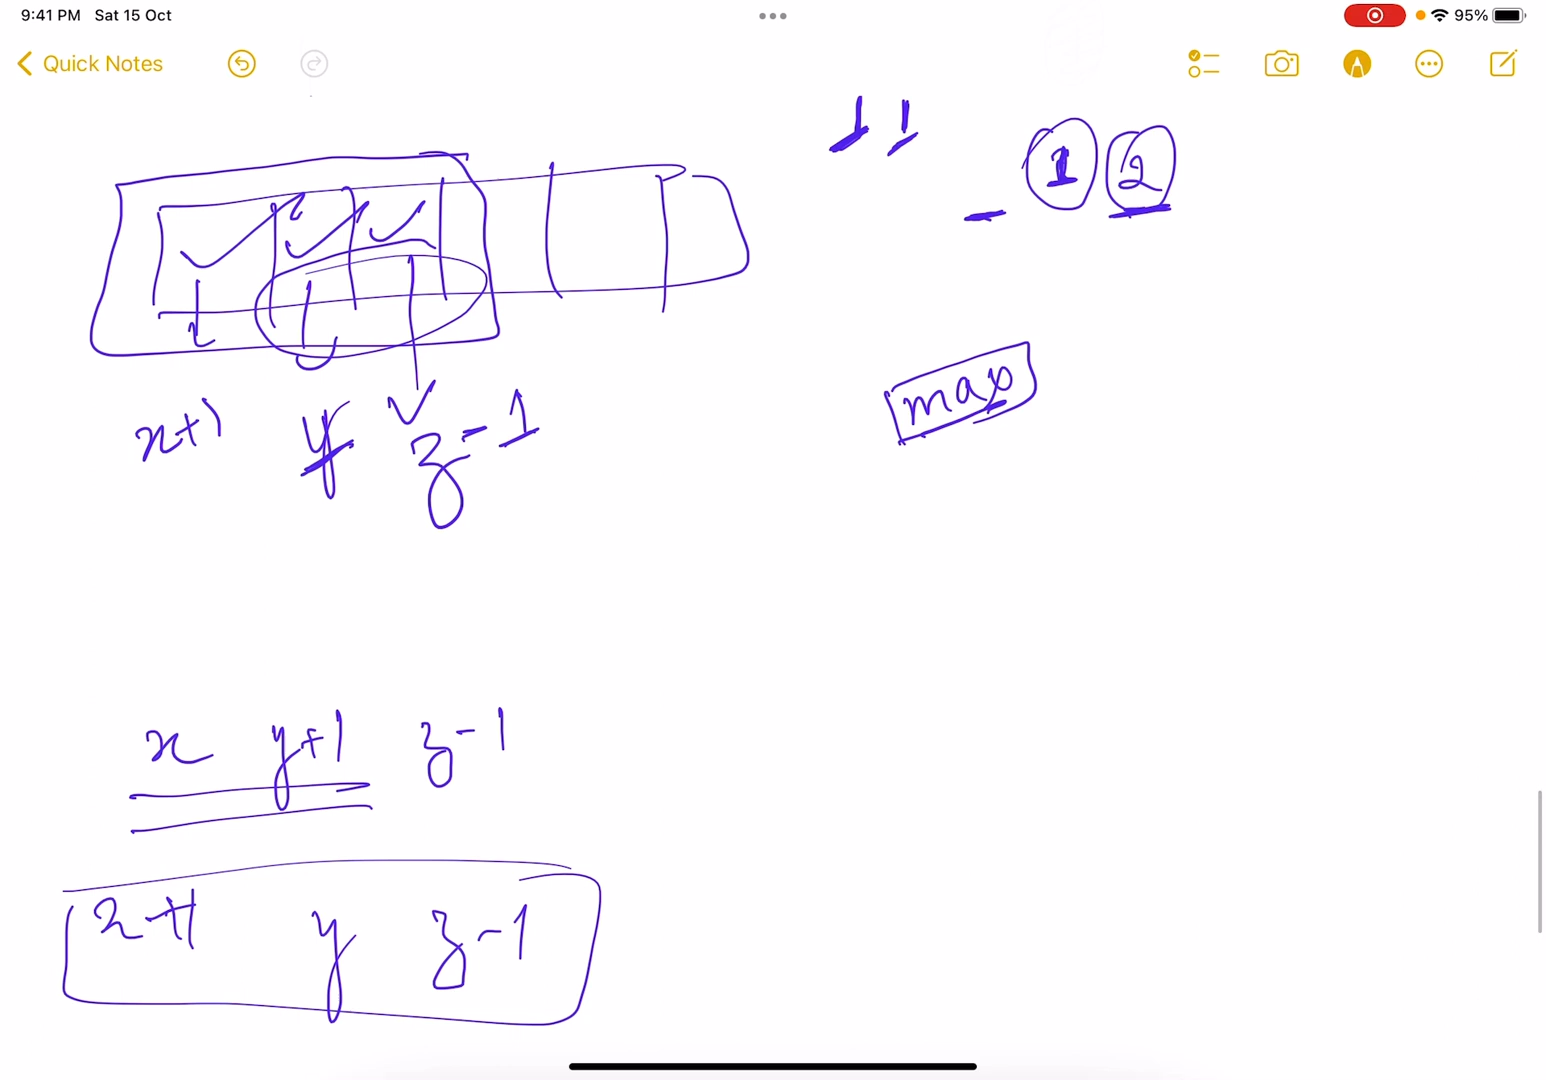 9:41 PM Sat 15 Oct
95%
Quick Notes
1 1
1 2
max
x+1 y z-1
x y+1 z-1
x+1 y z-1